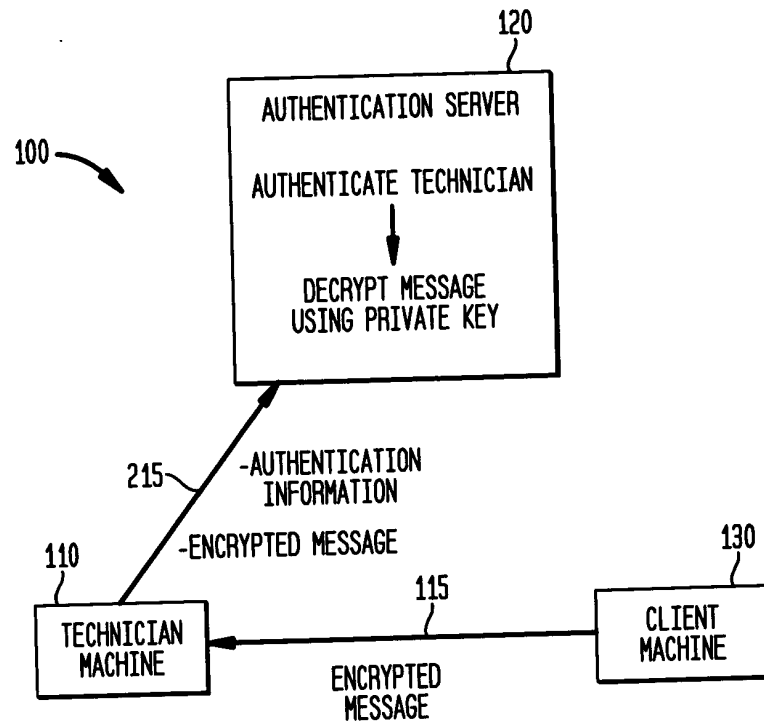 120
AUTHENTICATION SERVER
100
AUTHENTICATE TECHNICIAN
DECRYPT MESSAGE
USING PRIVATE KEY
215
-AUTHENTICATION
INFORMATION
-ENCRYPTED MESSAGE
110
130
115
TECHNICIAN
MACHINE
CLIENT
MACHINE
ENCRYPTED
MESSAGE